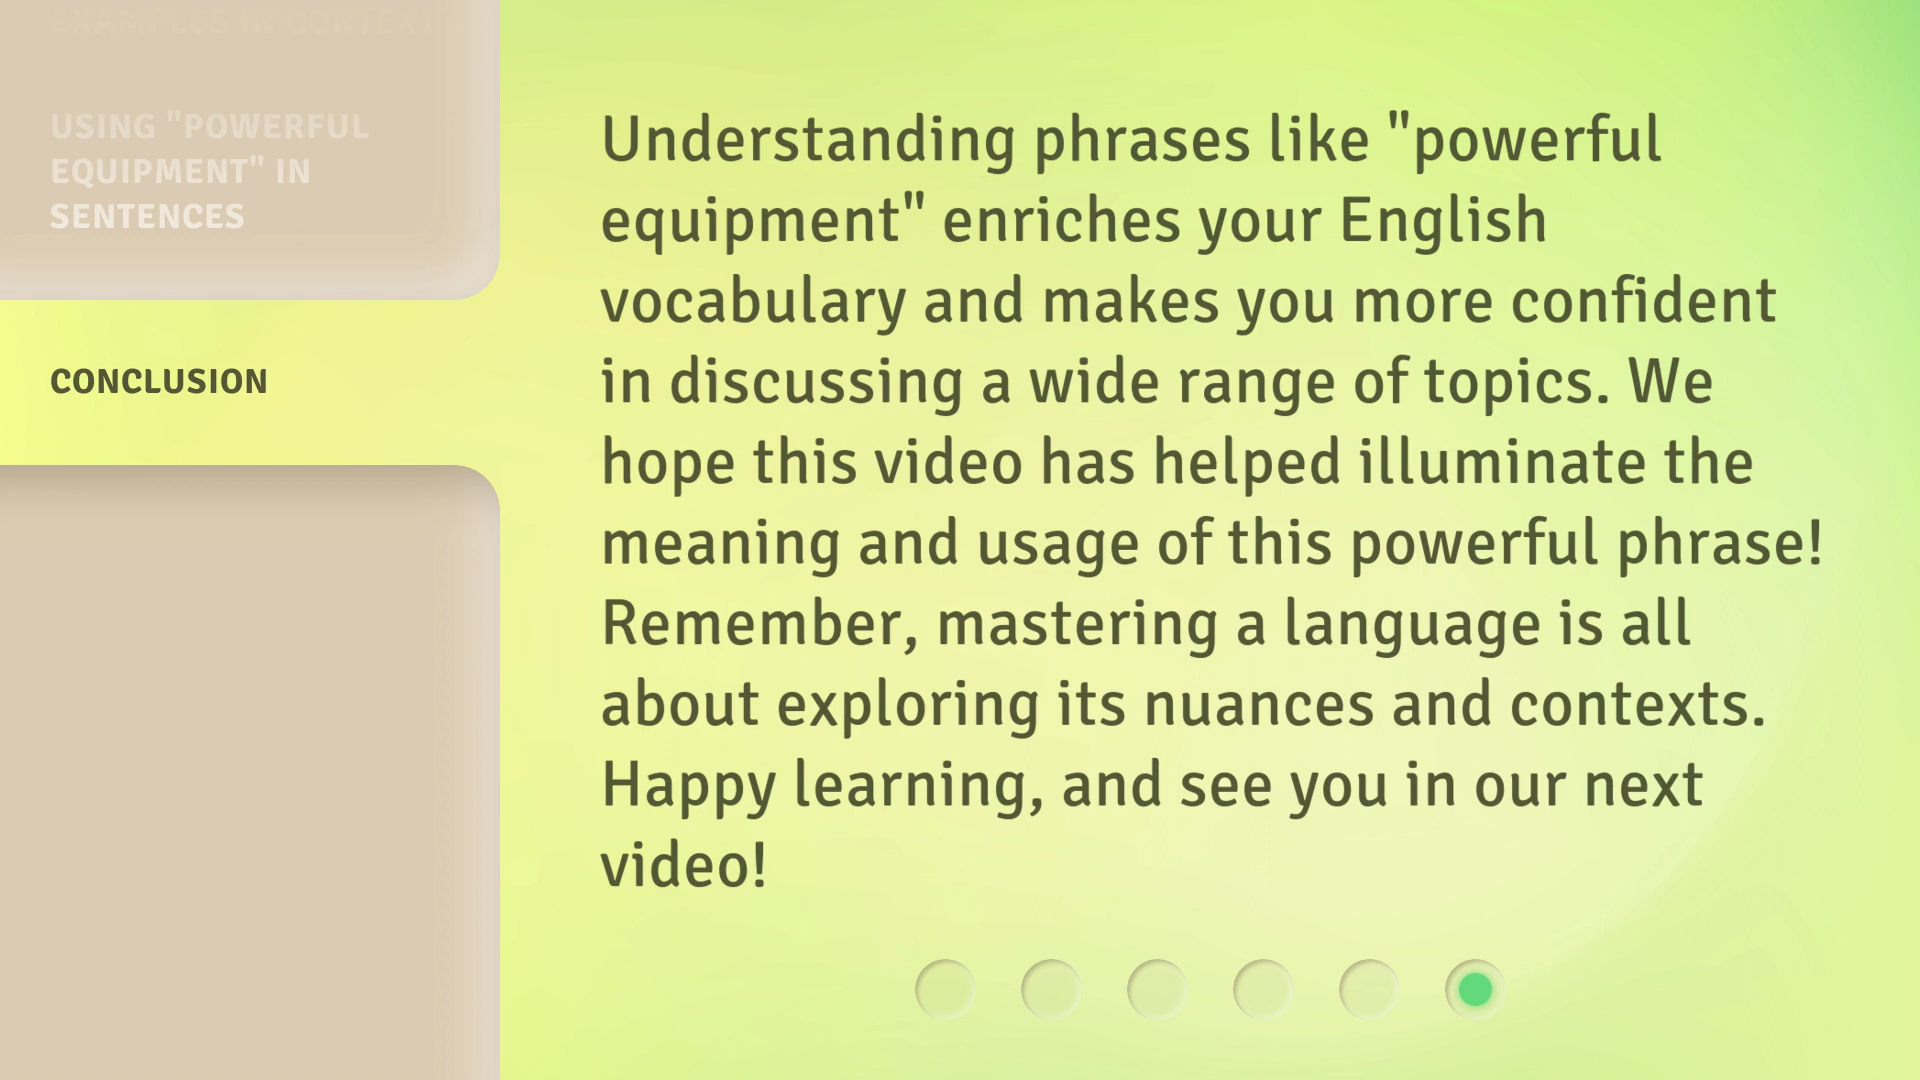 EXAMPLES IN CONTEXT
USING "POWERFUL
EQUIPMENT" IN
SENTENCES
CONCLUSION
Understanding phrases like "powerful
equipment" enriches your English
vocabulary and makes you more confident
in discussing a wide range of topics. We
hope this video has helped illuminate the
meaning and usage of this powerful phrase!
Remember, mastering a language is all
about exploring its nuances and contexts.
Happy learning, and see you in our next
video!